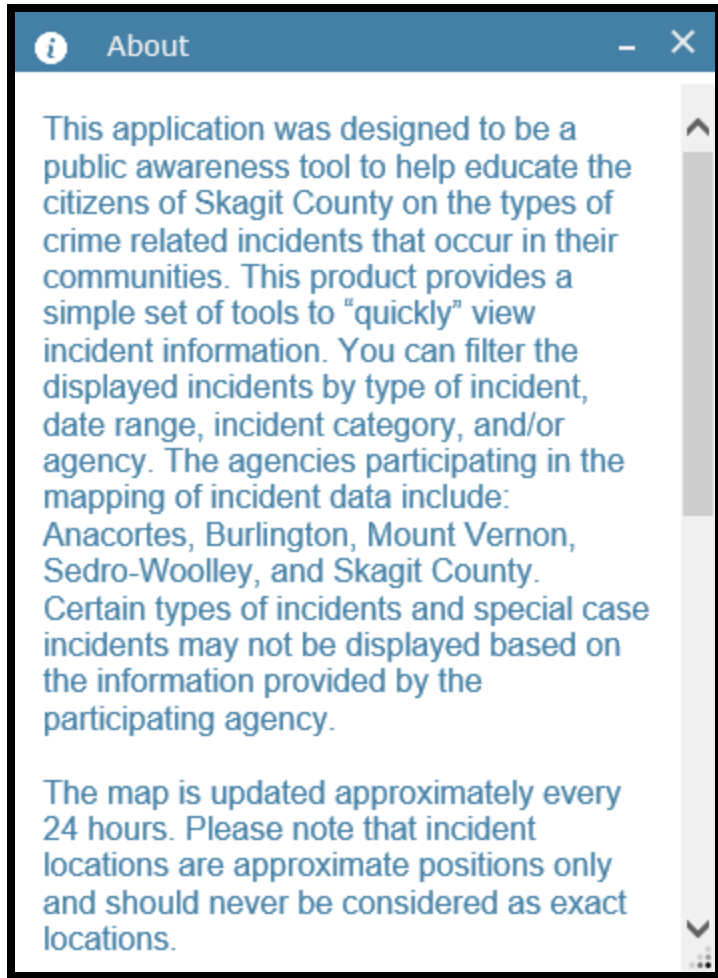 About
This application was designed to be a
public awareness tool to help educate the
citizens of Skagit County on the types of
crime related incidents that occur in their
communities. This product provides a
simple set of tools to “quickly” view
incident information. You can filter the
displayed incidents by type of incident,
date range, incident category, and/or
agency. The agencies participating in the
mapping of incident data include:
Anacortes, Burlington, Mount Vernon,
Sedro-Woolley, and Skagit County.
Certain types of incidents and special case
incidents may not be displayed based on
the information provided by the
participating agency.
The map is updated approximately every
24 hours. Please note that incident
locations are approximate positions only
and should never be considered as exact
locations.